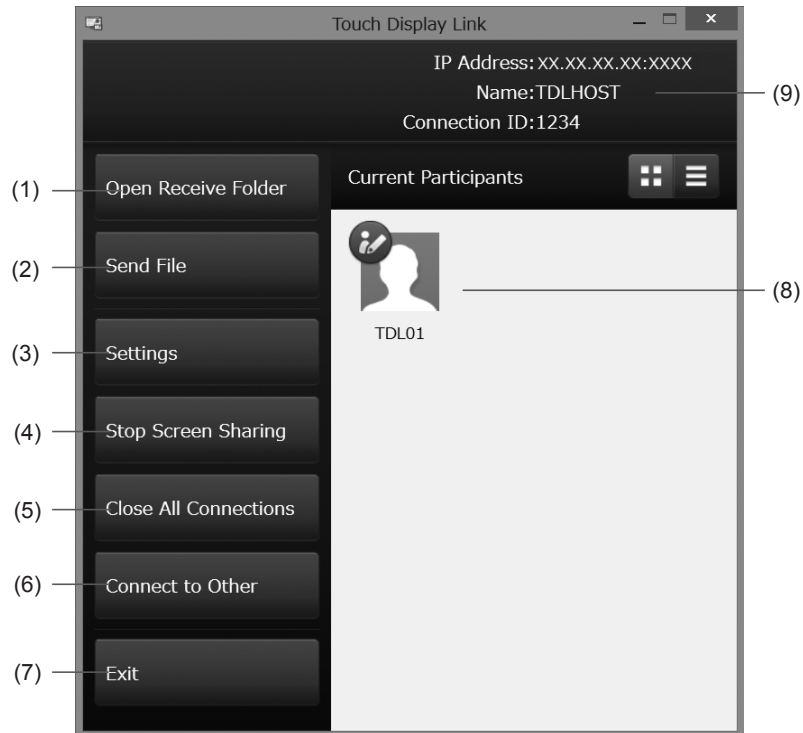 Touch Display Link
IP Address:XX.XX.XX.XX:XXXX
Name:TDLHOST
(9)
Connection ID:1234
(1)
Open Receive Folder
Current Participants
(2)
Send File
(8)
TDL01
(3)
Settings
(4)
Stop Screen Sharing
(5)
Close All Connections
(6)
Connect to Other
(7)
Exit